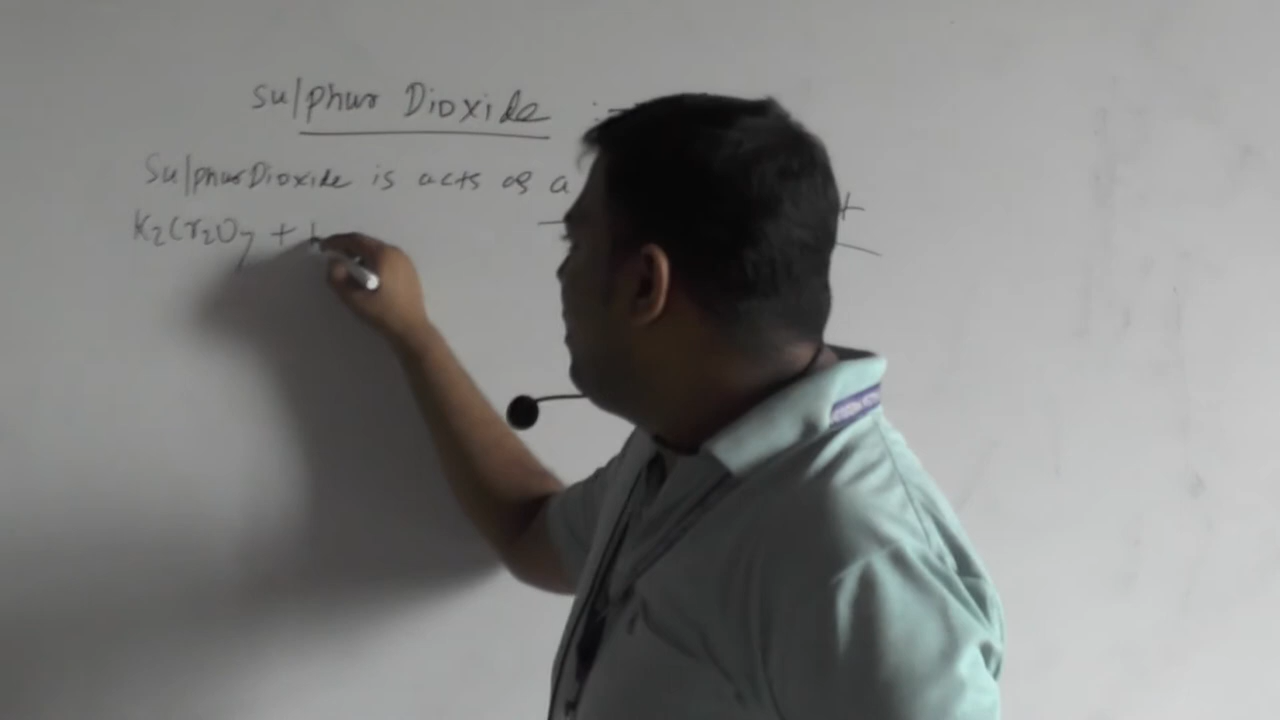 Sulphur Dioxide :-
Sulphur Dioxide is acts as a
K2Cr2O7 +